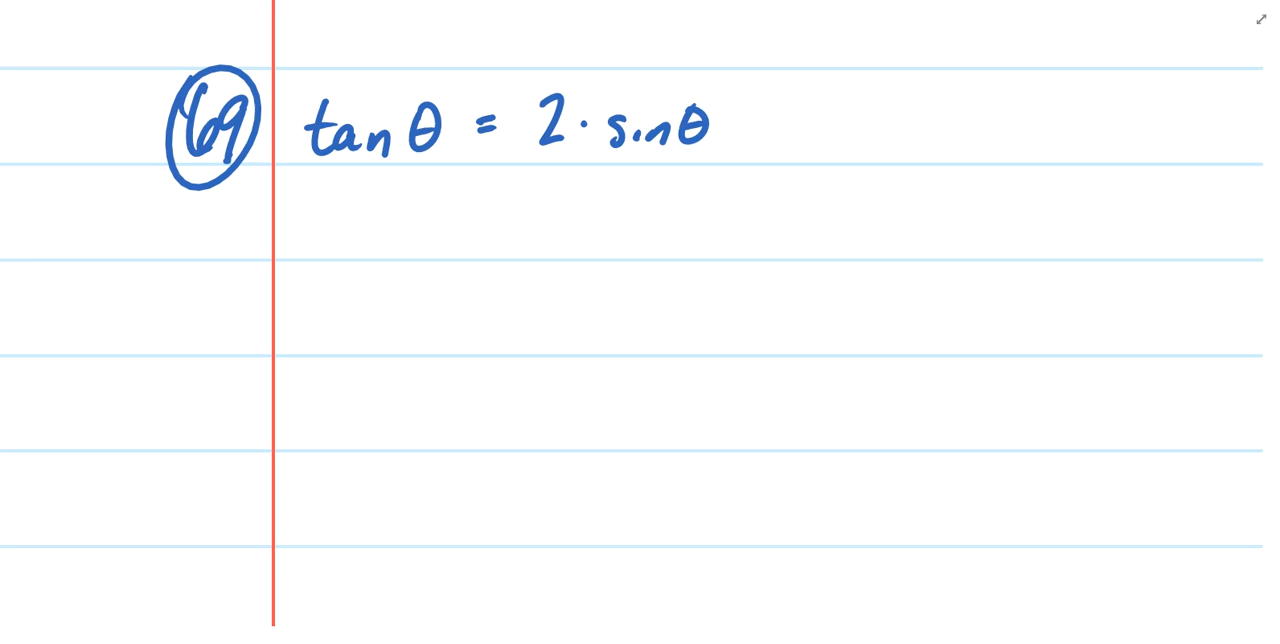 69 tan θ = 2 · sin θ